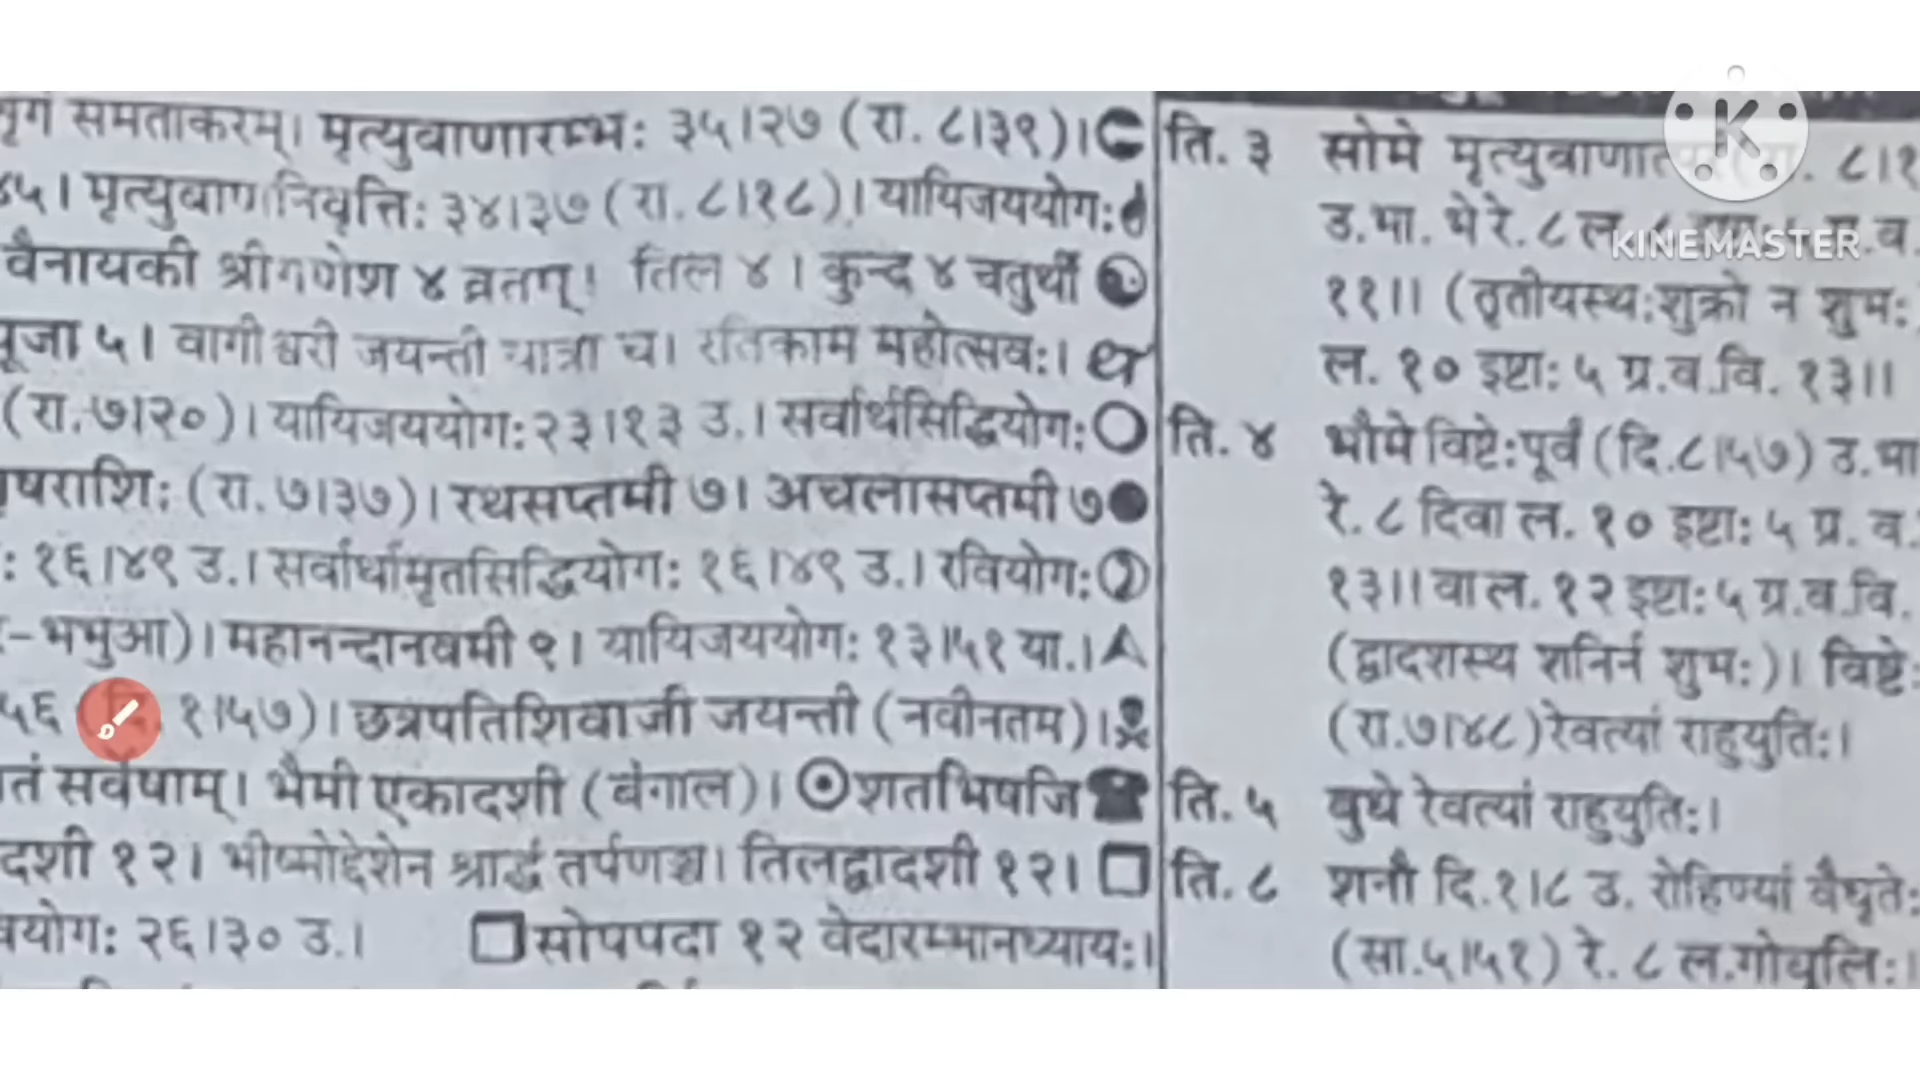 समताकरम्। मृत्युवाणारम्भः ३५।२७ (रा. ८।३९)।
४५। मृत्युवाणनिवृत्तिः ३४।३७ (रा. ८।१८)। यायिजययोगः
वैनायकी श्रीगणेश ४ व्रतम्। तिल ४। कुन्द ४ चतुर्थी
पूजा ५। वागीश्वरी जयन्ती यात्रा च। रतिकाम महोत्सवः।
(रा. ७।२०)। यायिजययोगः २३।१३ उ.। सर्वार्थसिद्धियोगः
राशिः (रा. ७।३७)। रथसप्तमी ७। अचलासप्तमी ७
: १६।४९ उ.। सर्वार्थामृतसिद्धियोगः १६।४९ उ.। रवियोगः
-भभुआ)। महानन्दानवमी ९। यायिजययोगः १३।५१ या.।
५६ दि. १।५७)। छत्रपतिशिवाजी जयन्ती (नवीनतम)।
सर्वेषाम्। भैमी एकादशी (बंगाल)। शतभिषजि
दशी १२। भीष्मोद्देशेन श्राद्धं तर्पणञ्च। तिलद्वादशी १२।
योगः २६।३० उ.। सोपपदा १२ वेदारम्भानध्यायः।
ति. ३ सोमे ८।१
उ.भा. भे रे. ८ ल. व.
११।। (तृतीयस्थःशुक्रो न शुभः
ल. १० इष्टाः ५ ग्र.व.वि. १३।।
ति. ४ भौमे विष्टेःपूर्वं (दि.८।५७) उ.भा
रे. ८ दिवा ल. १० इष्टाः ५ ग्र. व.
१३।। वा ल. १२ इष्टाः ५ ग्र.व.वि.
(द्वादशस्थ शनिर्न शुभः)। विष्टेः
(रा.७।४८) रेवत्यां राहुयुतिः।
ति. ५ बुधे रेवत्यां राहुयुतिः।
ति. ८ शनौ दि.१।८ उ. रोहिण्यां वैधृतेः
(सा.५।५१) रे. ८ ल.गोधूलिः।
KINEMASTER